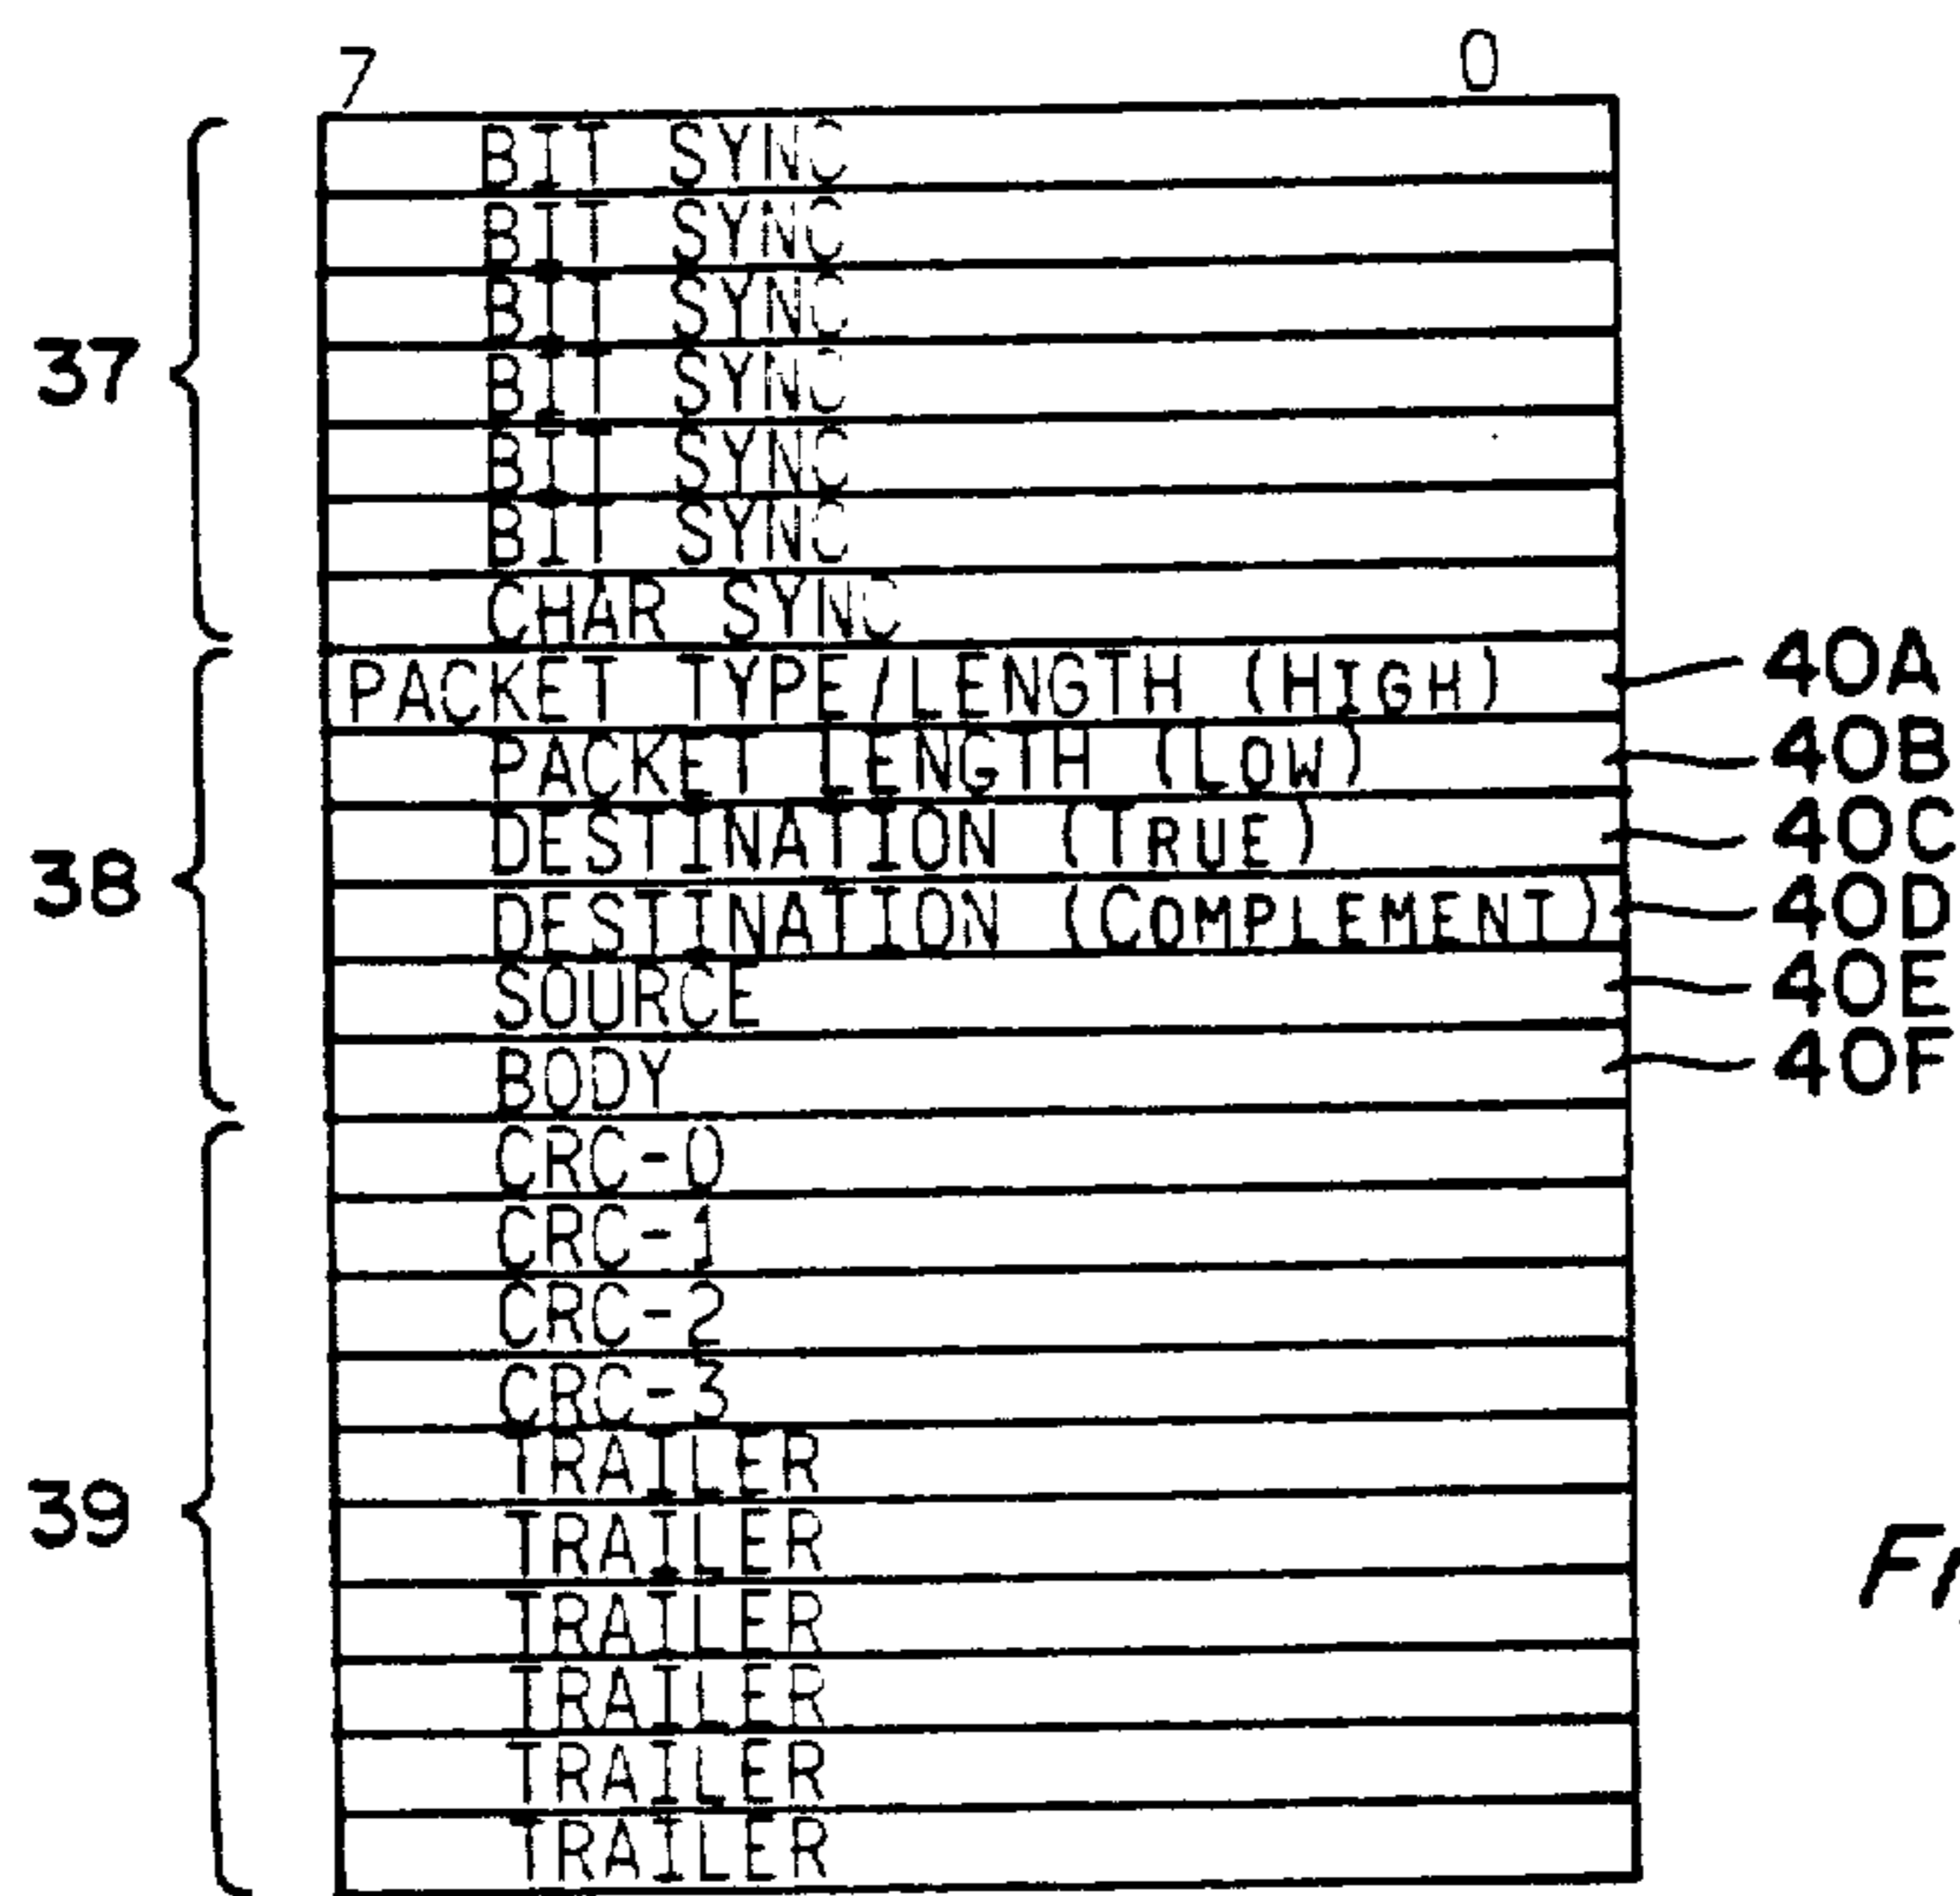 7 0
BIT SYNC
BIT SYNC
BIT SYNC
37 BIT SYNC
BIT SYNC
BIT SYNC
CHAR SYNC
PACKET TYPE/LENGTH (HIGH) 40A
PACKET LENGTH (LOW) 40B
DESTINATION (TRUE) 40C
38 DESTINATION (COMPLEMENT) 40D
SOURCE 40E
BODY 40F
CRC-0
CRC-1
CRC-2
CRC-3
TRAILER
39 TRAILER
TRAILER
TRAILER
TRAILER
TRAILER